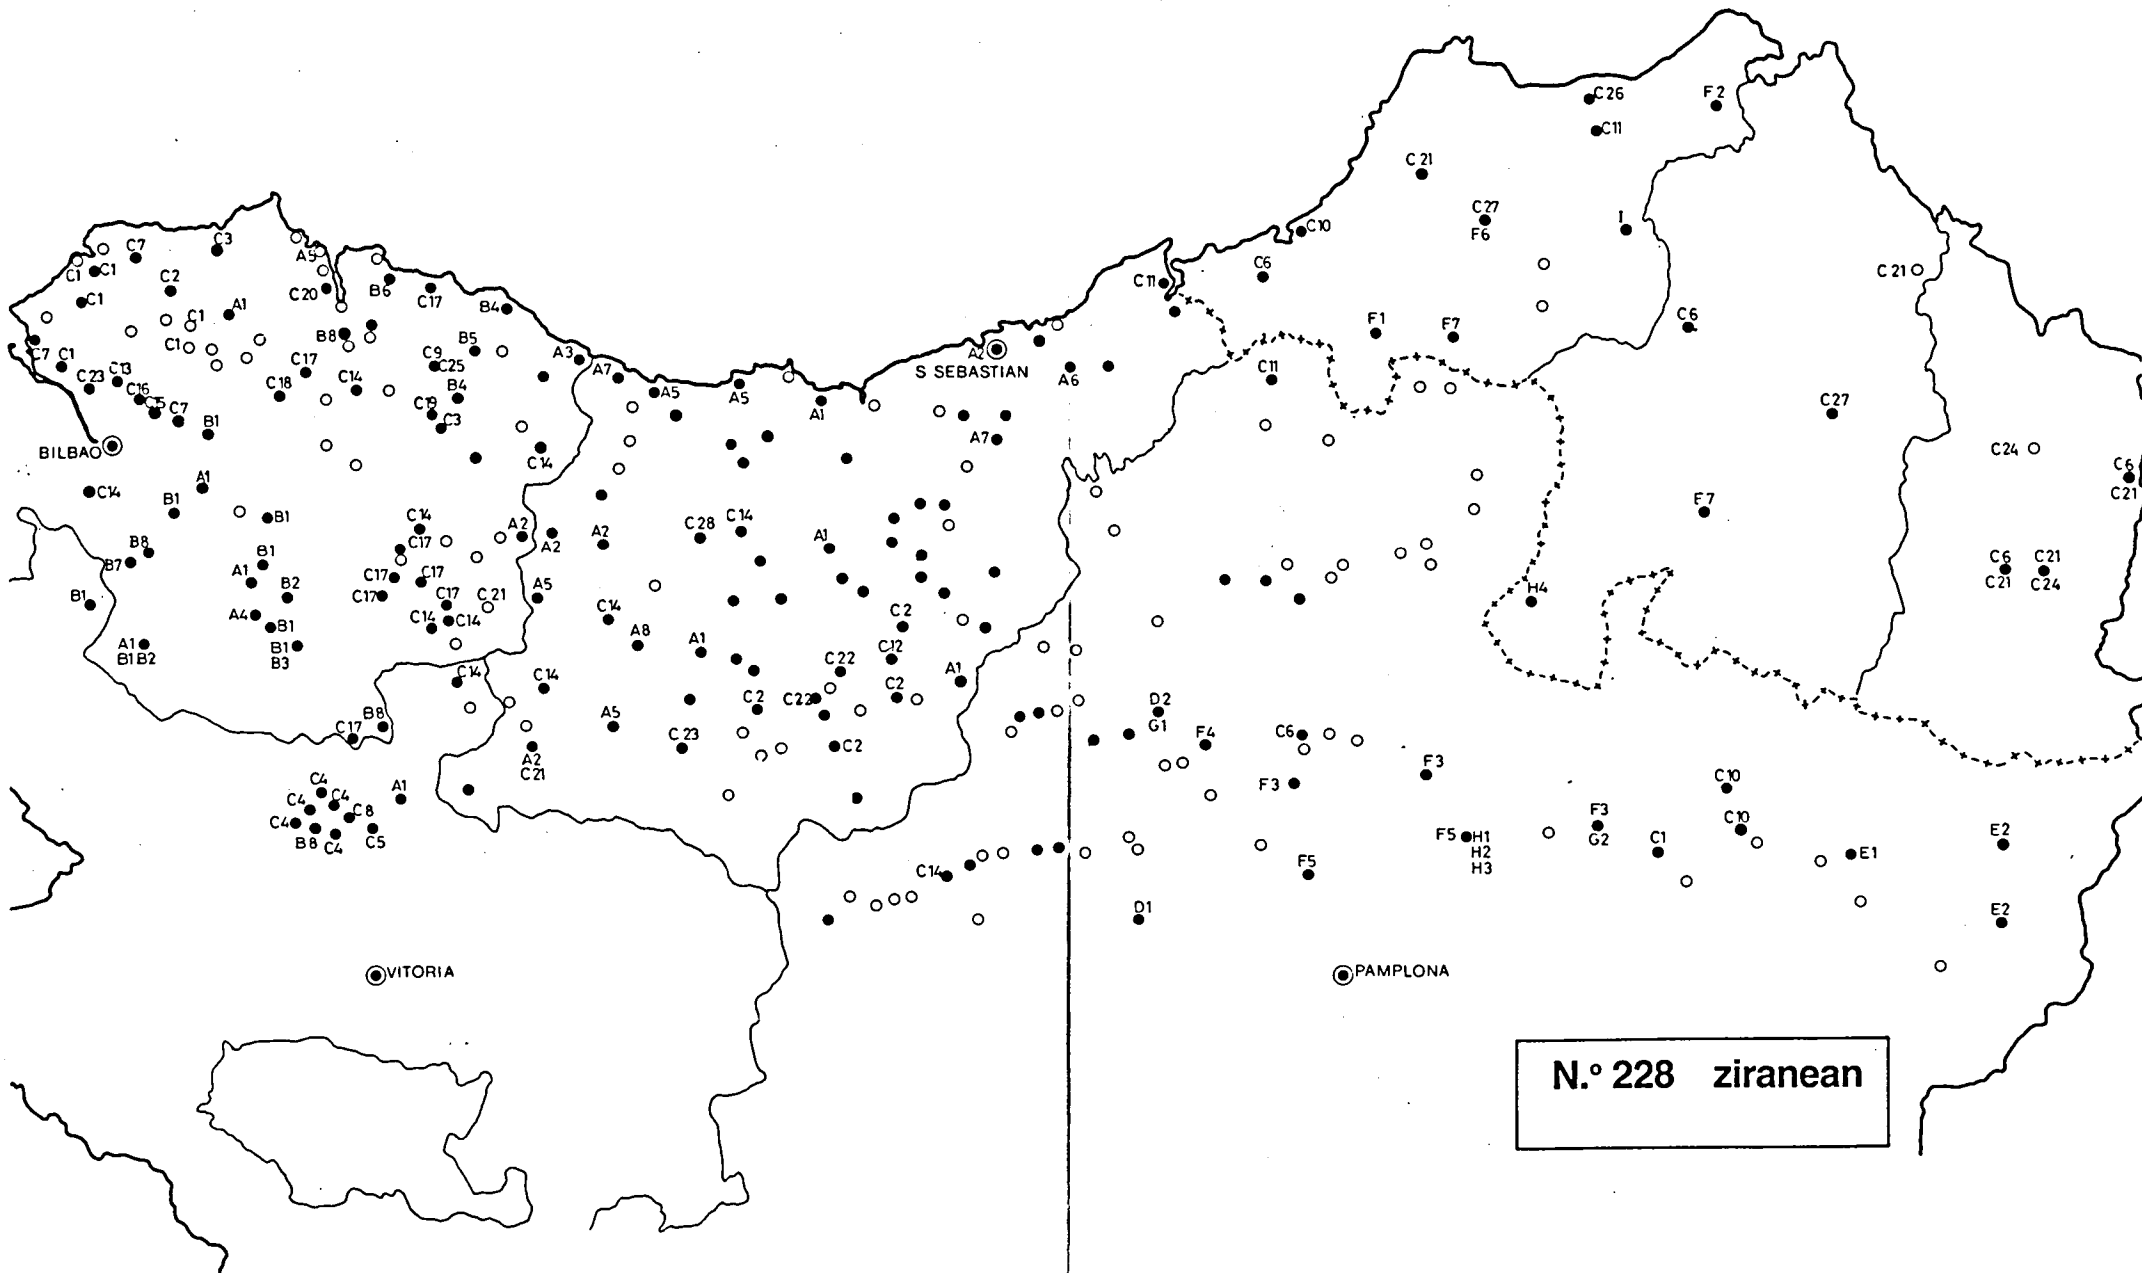 C26
F2
C11
C21
C27
F6
I
C10
C3
C7
A5
C1
C1
C2
C6
C11
C21
C20
B6
C17
C1
A1
B4
C1
B8
F1
F7
C6
C1
B5
A3
A2
S SEBASTIAN
C7
C1
C17
C9
C25
A7
A6
C11
C23
C13
C18
C14
B4
A5
A5
C16
C15
C7
C19
C3
A1
C27
B1
A7
BILBAO
C14
C24
C6
C21
A1
C14
B1
B1
C14
C17
A2
A2
A2
C28
C14
A1
F7
B8
B7
B1
A1
B2
C17
C17
C17
A5
C6
C21
C21
C24
B1
A4
B1
C17
C21
C14
C14
C14
C2
H4
A1
B1 B2
B1
B3
A8
A1
C12
C22
A1
C14
C14
C2
C22
C2
D2
G1
B8
C17
A5
C23
C2
F4
C6
A2
C21
F3
F3
C10
C4
C4
C4
A1
C8
C4
B8
C4
C5
F3
G2
C10
F5
H1
H2
H3
C1
E1
E2
C14
F5
D1
E2
VITORIA
PAMPLONA
N.º 228 ziranean